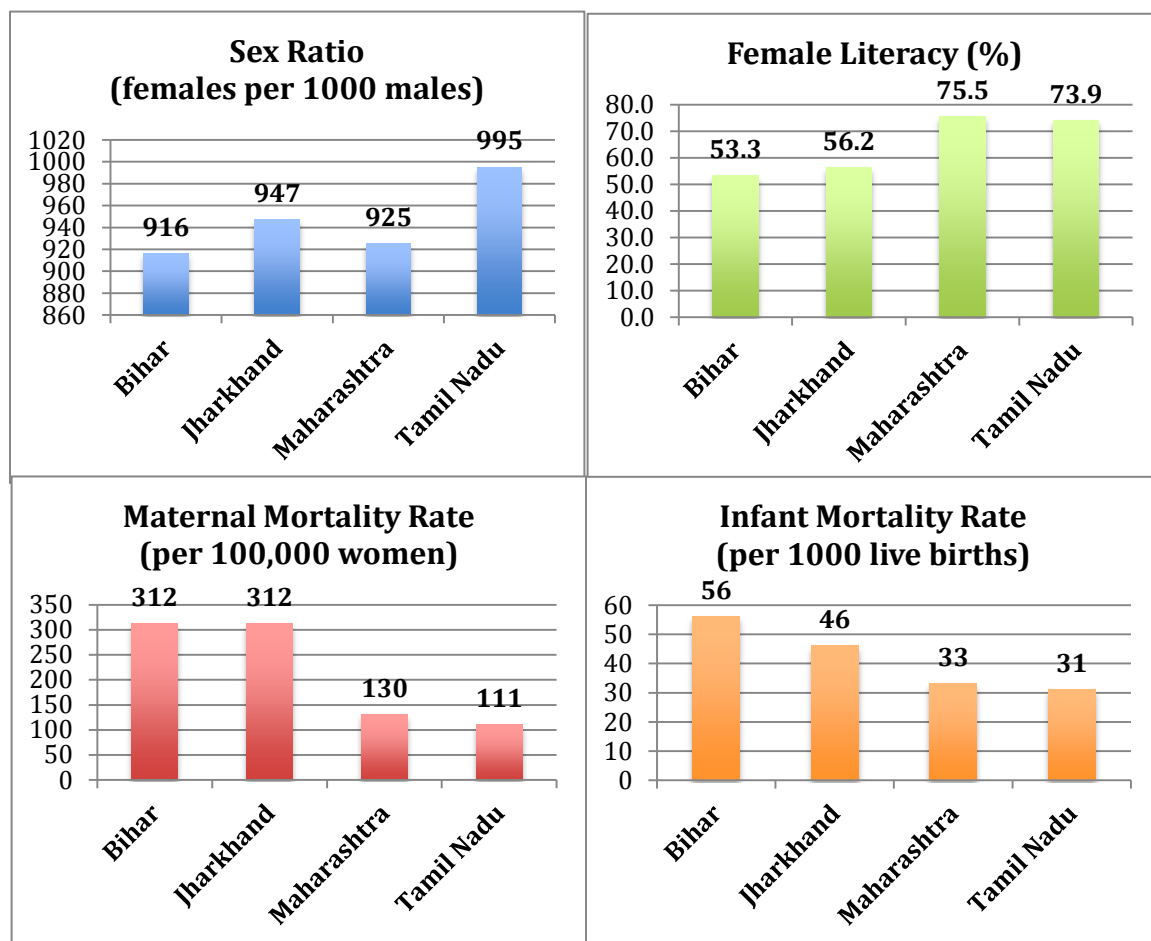 Sex Ratio
(females per 1000 males)
1020
1000
980
960
940
920
900
880
860
916
947
925
995
Bihar
Jharkhand
Maharashtra
Tamil Nadu
Female Literacy (%)
80.0
70.0
60.0
50.0
40.0
30.0
20.0
10.0
0.0
53.3
56.2
75.5
73.9
Bihar
Jharkhand
Maharashtra
Tamil Nadu
Maternal Mortality Rate
(per 100,000 women)
350
300
250
200
150
100
50
0
312
312
130
111
Bihar
Jharkhand
Maharashtra
Tamil Nadu
Infant Mortality Rate
(per 1000 live births)
60
50
40
30
20
10
0
56
46
33
31
Bihar
Jharkhand
Maharashtra
Tamil Nadu